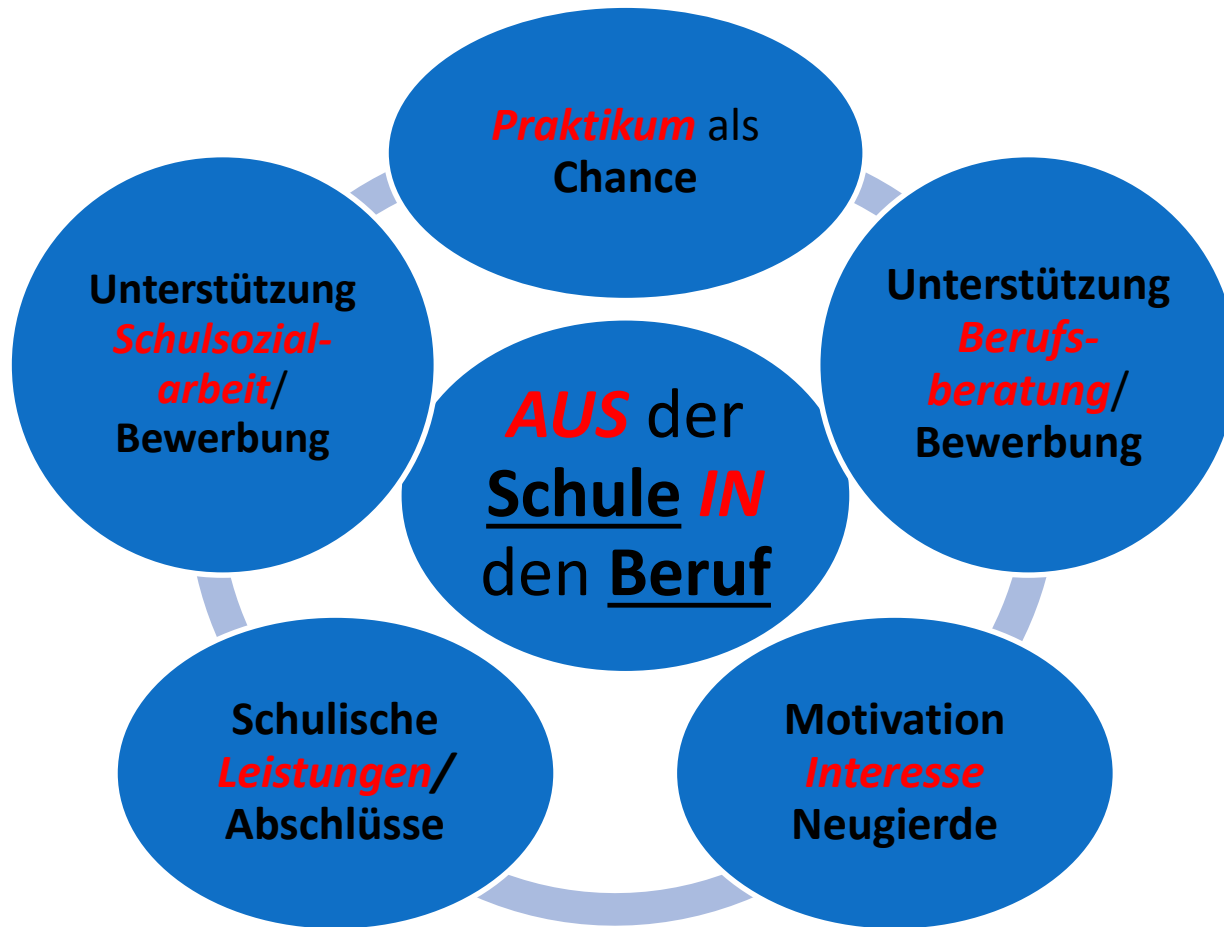 Praktikum als
Chance
Unterstützung
Schulsozial-
arbeit/
Bewerbung
Unterstützung
Berufs-
beratung/
Bewerbung
AUS der
Schule IN
den Beruf
Schulische
Leistungen/
Abschlüsse
Motivation
Interesse
Neugierde